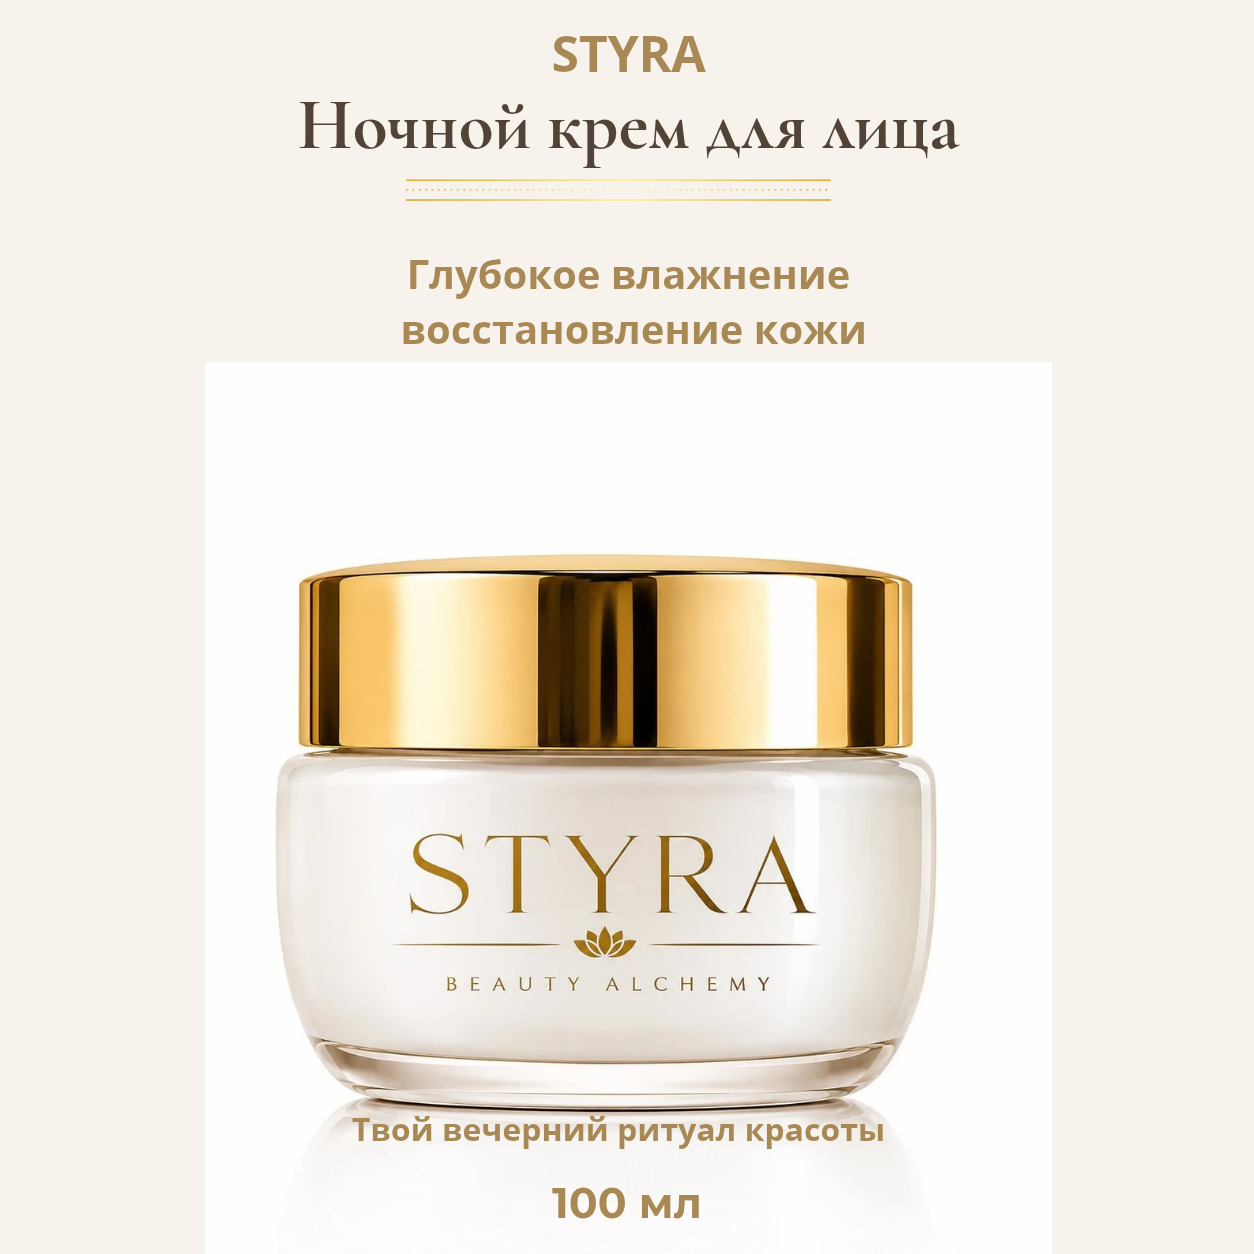 STYRA
Ночной крем для лица
Глубокое влажнение
восстановление кожи
STYRA
BEAUTY ALCHEMY
Твой вечерний ритуал красоты
100 мл